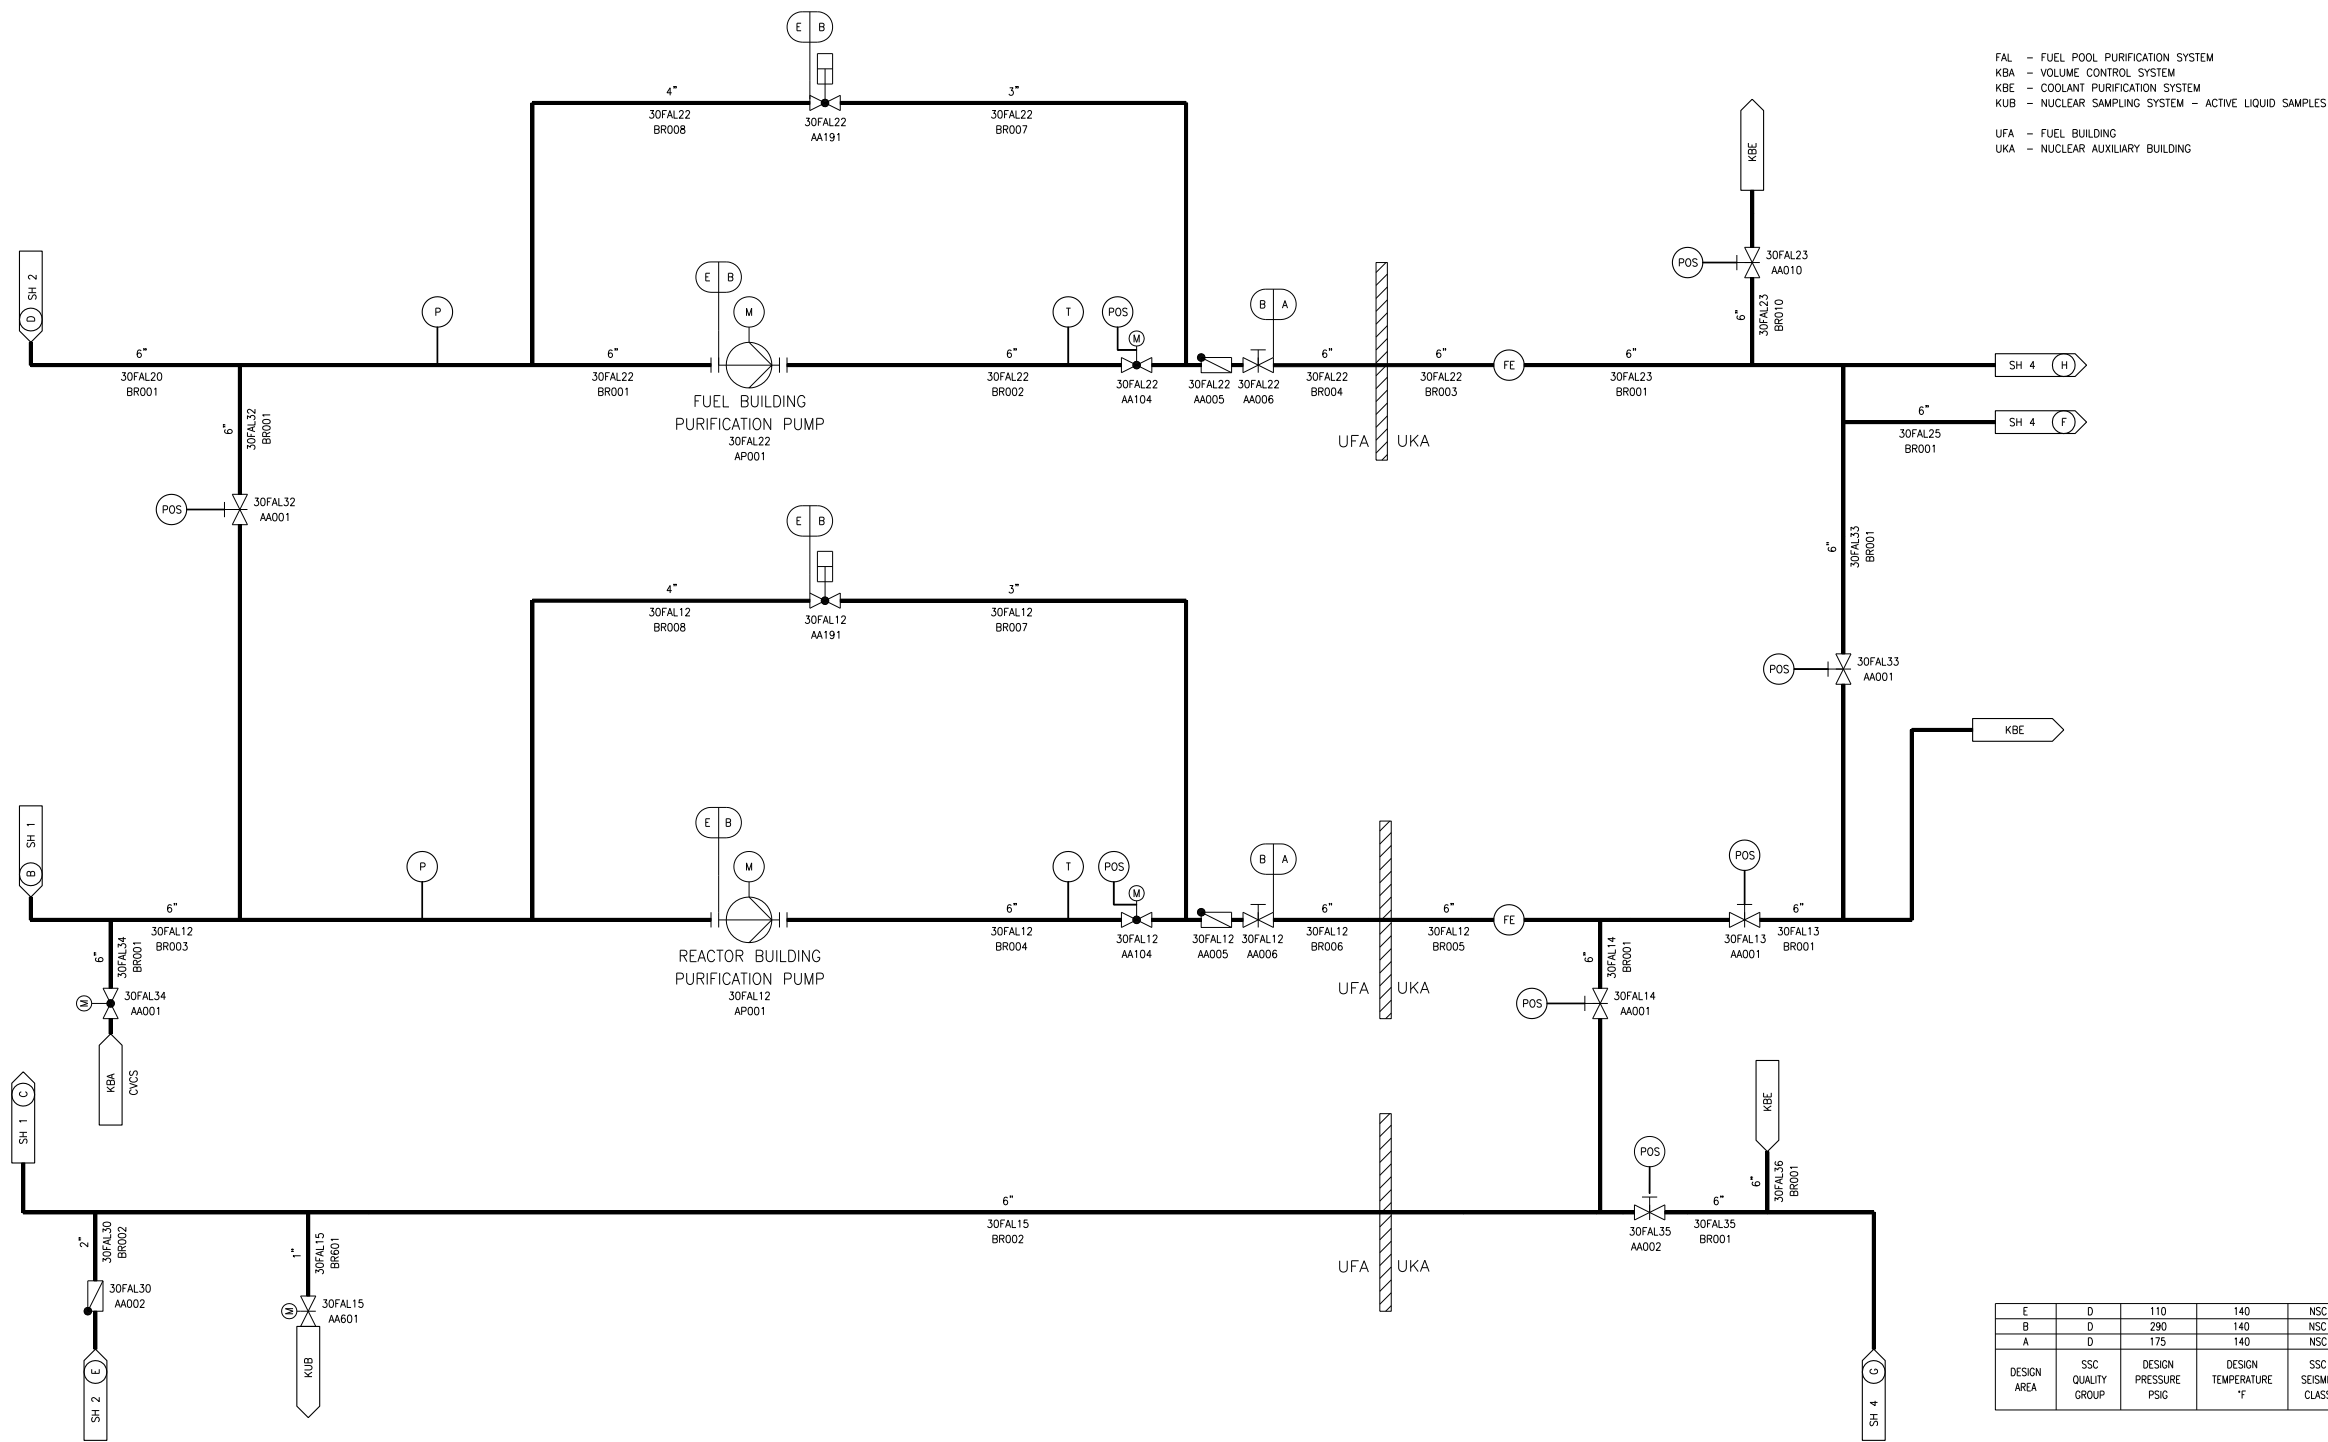 E B
4"
30FAL22
BR008
30FAL22
AA191
3"
30FAL22
BR007
FAL - FUEL POOL PURIFICATION SYSTEM
KBA - VOLUME CONTROL SYSTEM
KBE - COOLANT PURIFICATION SYSTEM
KUB - NUCLEAR SAMPLING SYSTEM - ACTIVE LIQUID SAMPLES
UFA - FUEL BUILDING
UKA - NUCLEAR AUXILIARY BUILDING
KBE
POS
30FAL23
AA010
6"
30FAL23
BR010
D SH 2
6"
30FAL20
BR001
P
6"
30FAL22
BR001
E B
M
FUEL BUILDING
PURIFICATION PUMP
30FAL22
AP001
6"
30FAL22
BR002
T
POS
M
30FAL22
AA104
30FAL22
AA005
B A
30FAL22
AA006
6"
30FAL22
BR004
UFA
UKA
6"
30FAL22
BR003
FE
6"
30FAL23
BR001
SH 4 H
6"
30FAL25
BR001
SH 4 F
6"
30FAL32
BR001
POS
30FAL32
AA001
6"
30FAL33
BR001
POS
30FAL33
AA001
KBE
E B
4"
30FAL12
BR008
30FAL12
AA191
3"
30FAL12
BR007
B SH 1
6"
30FAL12
BR003
P
E B
M
REACTOR BUILDING
PURIFICATION PUMP
30FAL12
AP001
6"
30FAL12
BR004
T
POS
M
30FAL12
AA104
30FAL12
AA005
B A
30FAL12
AA006
6"
30FAL12
BR006
UFA
UKA
6"
30FAL12
BR005
FE
POS
30FAL13
AA001
6"
30FAL13
BR001
6"
30FAL14
BR001
POS
30FAL14
AA001
6"
30FAL34
BR001
M
30FAL34
AA001
KBA
CVCS
SH 1 C
6"
30FAL15
BR002
UFA
UKA
POS
30FAL35
AA002
6"
30FAL35
BR001
KBE
6"
30FAL36
BR001
2"
30FAL30
BR002
30FAL30
AA002
SH 2 E
1"
30FAL15
BR601
M
30FAL15
AA601
KUB
SH 4 G
E D 110 140 NSC
B D 290 140 NSC
A D 175 140 NSC
DESIGN
AREA
SSC
QUALITY
GROUP
DESIGN
PRESSURE
PSIG
DESIGN
TEMPERATURE
°F
SSC